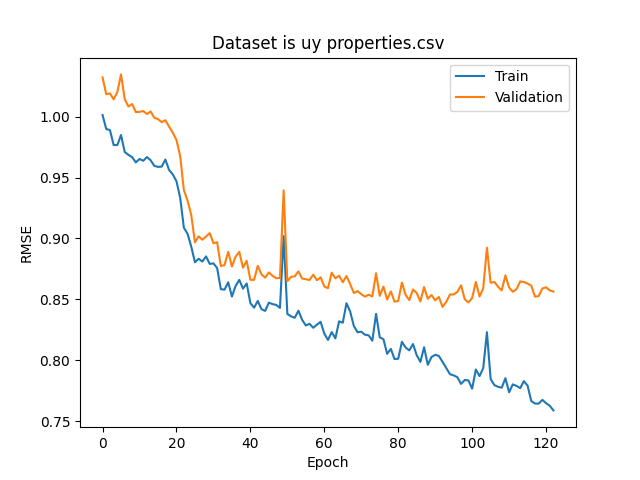 Dataset is uy properties.csv
Train
Validation
RMSE
1.00
0.95
0.90
0.85
0.80
0.75
0 20 40 60 80 100 120
Epoch